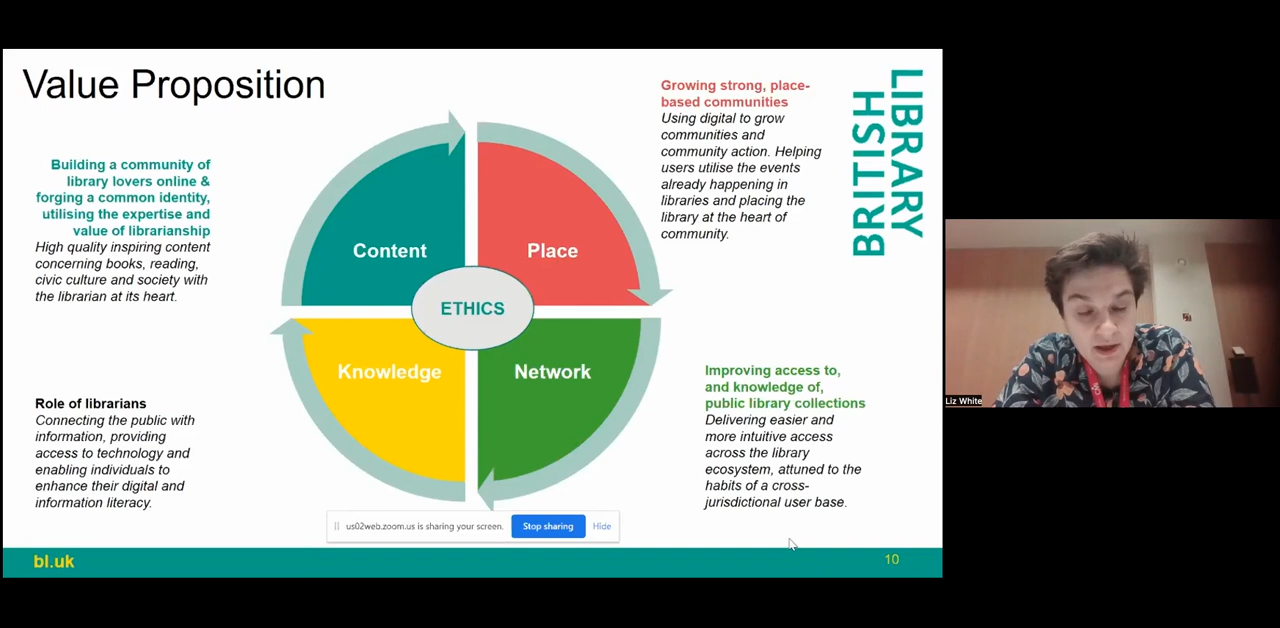 Value Proposition
Building a community of
library lovers online &
forging a common identity,
utilising the expertise and
value of librarianship
High quality inspiring content
concerning books, reading,
civic culture and society with
the librarian at its heart.
Content
Place
ETHICS
Knowledge
Network
Growing strong, place-
based communities
Using digital to grow
communities and
community action. Helping
users utilise the events
already happening in
libraries and placing the
library at the heart of
community.
LIBRARY
BRITISH
Role of librarians
Connecting the public with
information, providing
access to technology and
enabling individuals to
enhance their digital and
information literacy.
Improving access to,
and knowledge of,
public library collections
Delivering easier and
more intuitive access
across the library
ecosystem, attuned to the
habits of a cross-
jurisdictional user base.
us02web.zoom.us is sharing your screen. Stop sharing Hide
bl.uk
10
Liz White